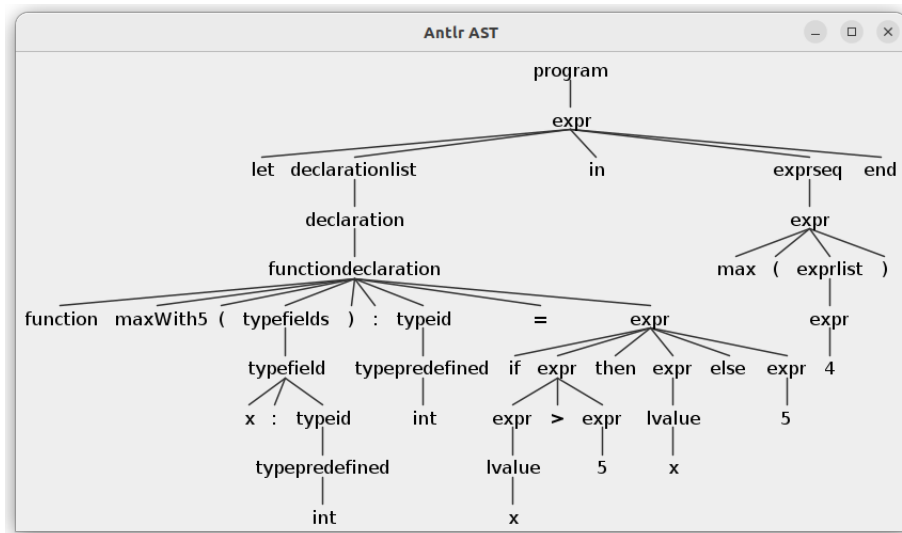 Antlr AST
program
expr
let declarationlist in exprseq end
declaration expr
functiondeclaration max ( exprlist )
function maxWith5 ( typefields ) : typeid = expr expr
typefield typepredefined if expr then expr else expr 4
x : typeid int expr > expr lvalue 5
typepredefined lvalue 5 x
int x